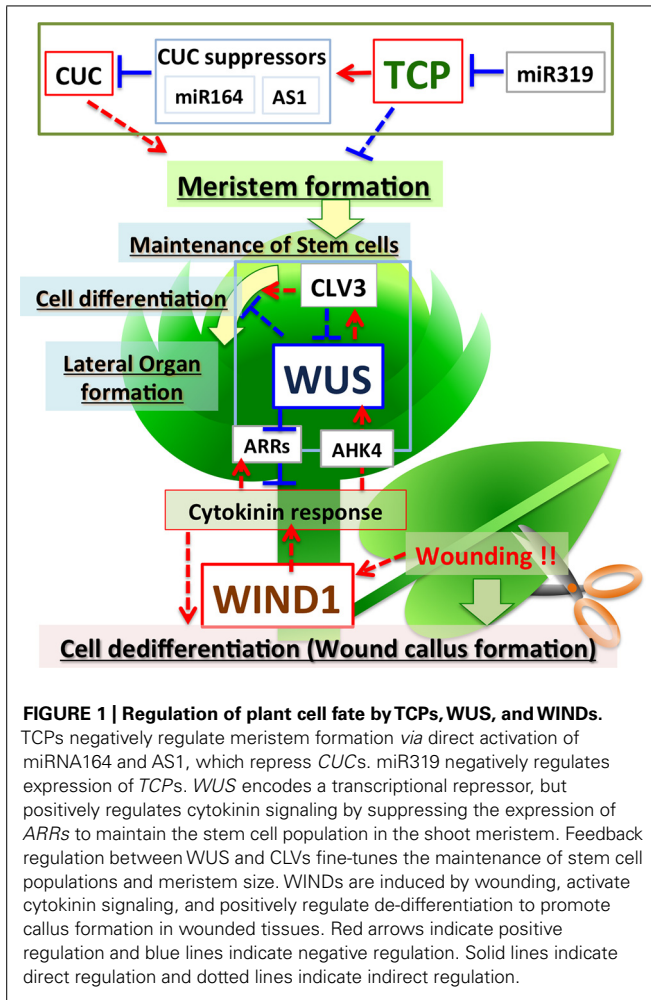 CUC suppressors
CUC
TCP
miR319
miR164
AS1
Meristem formation
Maintenance of Stem cells
Cell differentiation
CLV3
Lateral Organ
formation
WUS
ARRs
AHK4
Cytokinin response
Wounding !!
WIND1
Cell dedifferentiation (Wound callus formation)
FIGURE 1 | Regulation of plant cell fate by TCPs, WUS, and WINDs.
TCPs negatively regulate meristem formation via direct activation of
miRNA164 and AS1, which repress CUCs. miR319 negatively regulates
expression of TCPs. WUS encodes a transcriptional repressor, but
positively regulates cytokinin signaling by suppressing the expression of
ARRs to maintain the stem cell population in the shoot meristem. Feedback
regulation between WUS and CLVs fine-tunes the maintenance of stem cell
populations and meristem size. WINDs are induced by wounding, activate
cytokinin signaling, and positively regulate de-differentiation to promote
callus formation in wounded tissues. Red arrows indicate positive
regulation and blue lines indicate negative regulation. Solid lines indicate
direct regulation and dotted lines indicate indirect regulation.